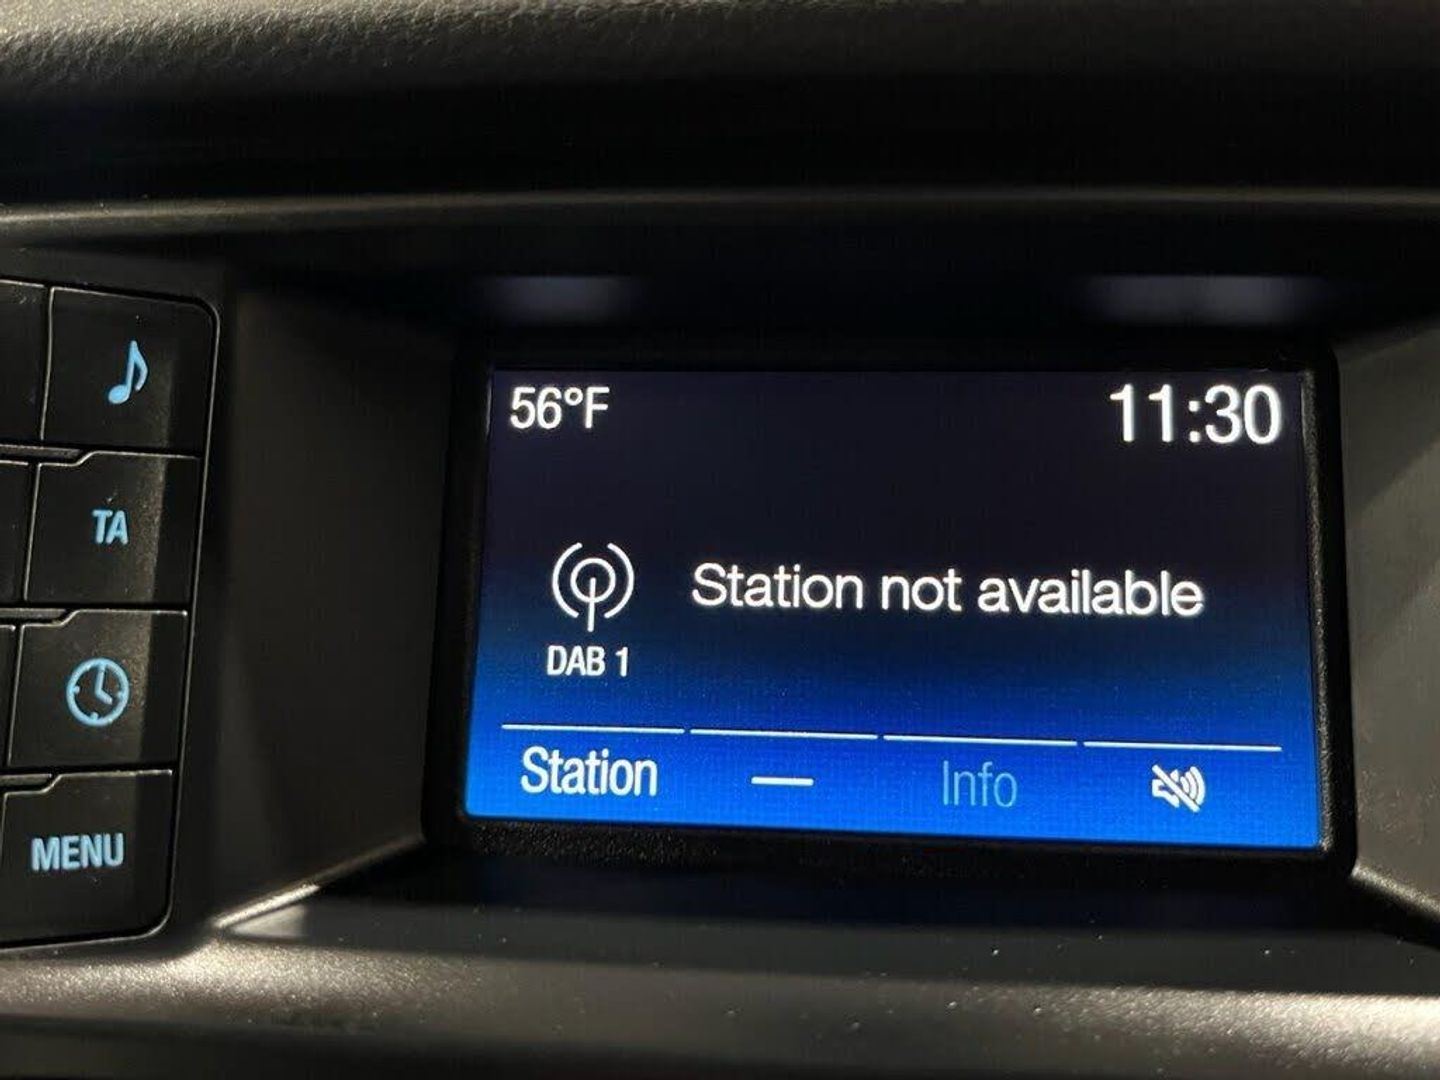 56°F
11:30
Station not available
DAB 1
Station
Info
TA
MENU